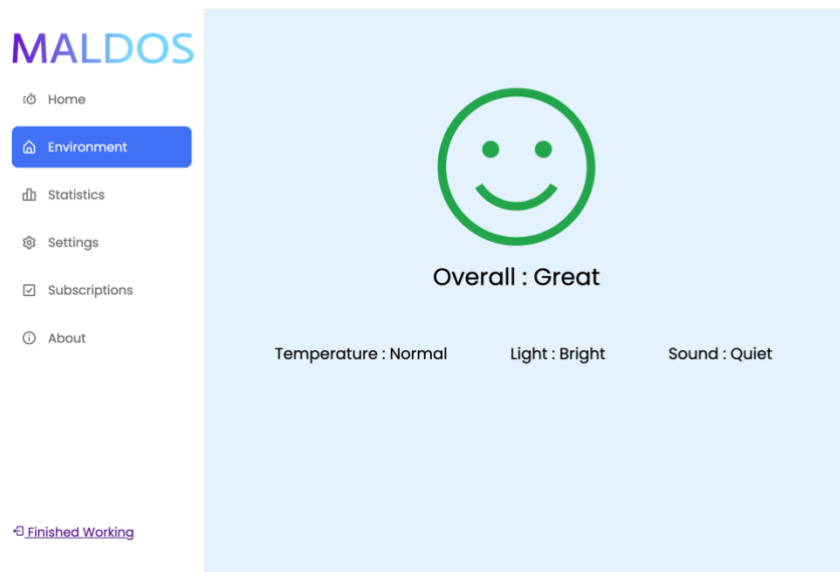 MALDOS
Home
Environment
Statistics
Settings
Subscriptions
About
Finished Working
Overall : Great
Temperature : Normal
Light : Bright
Sound : Quiet